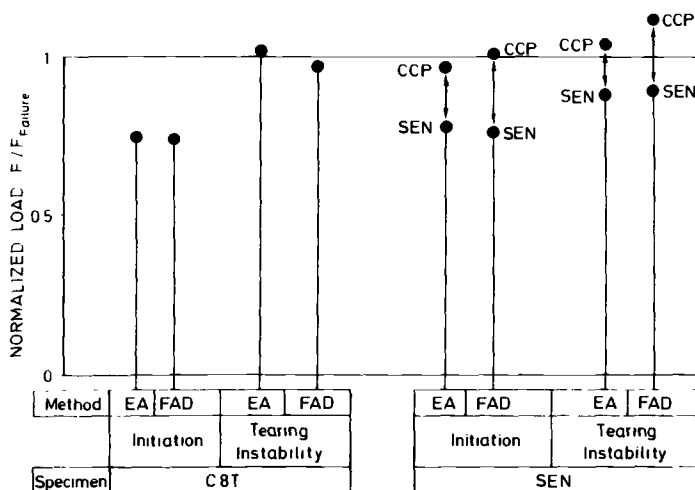 NORMALIZED LOAD F/F Failure
1
0.5
0
CCP
SEN
CCP
SEN
CCP
SEN
CCP
SEN
Method EA FAD EA FAD EA FAD EA FAD
Initiation Tearing Instability Initiation Tearing Instability
Specimen C8T SEN